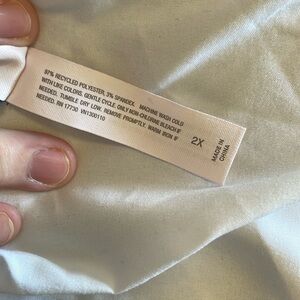 97% RECYCLED POLYESTER, 3% SPANDEX. MACHINE WASH COLD
WITH LIKE COLORS. GENTLE CYCLE. ONLY NON-CHLORINE BLEACH IF
NEEDED. TUMBLE DRY LOW. REMOVE PROMPTLY. WARM IRON IF
NEEDED. RN 17730 VN1300110
2X
MADE IN
CHINA